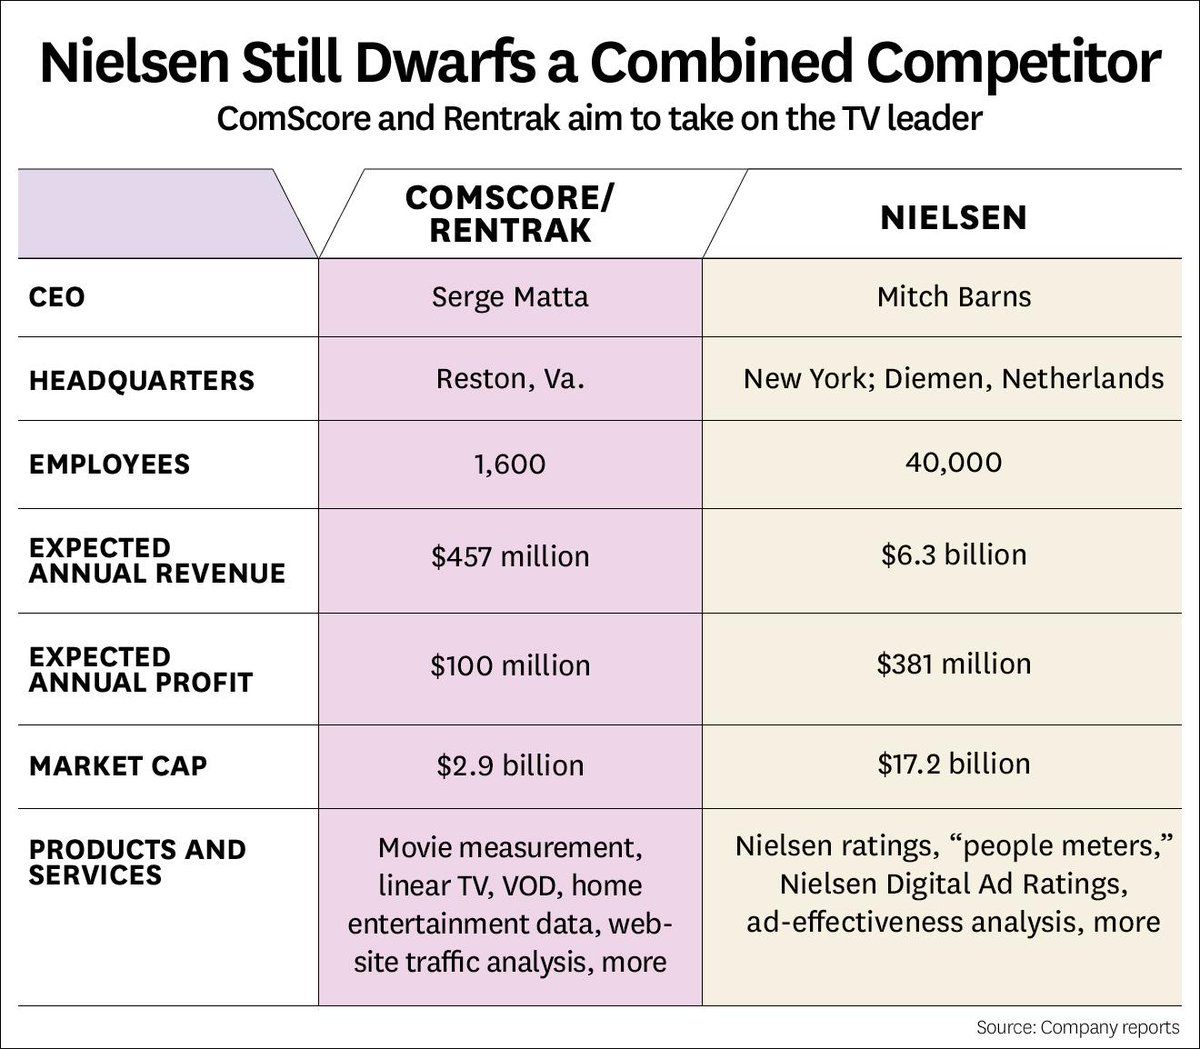 Nielsen Still Dwarfs a Combined Competitor
ComScore and Rentrak aim to take on the TV leader
COMSCORE/
RENTRAK
NIELSEN
CEO
Serge Matta
Mitch Barns
HEADQUARTERS
Reston, Va.
New York; Diemen, Netherlands
EMPLOYEES
1,600
40,000
EXPECTED
ANNUAL REVENUE
$457 million
$6.3 billion
EXPECTED
ANNUAL PROFIT
$100 million
$381 million
MARKET CAP
$2.9 billion
$17.2 billion
PRODUCTS AND
SERVICES
Movie measurement,
linear TV, VOD, home
entertainment data, web-
site traffic analysis, more
Nielsen ratings, “people meters,”
Nielsen Digital Ad Ratings,
ad-effectiveness analysis, more
Source: Company reports